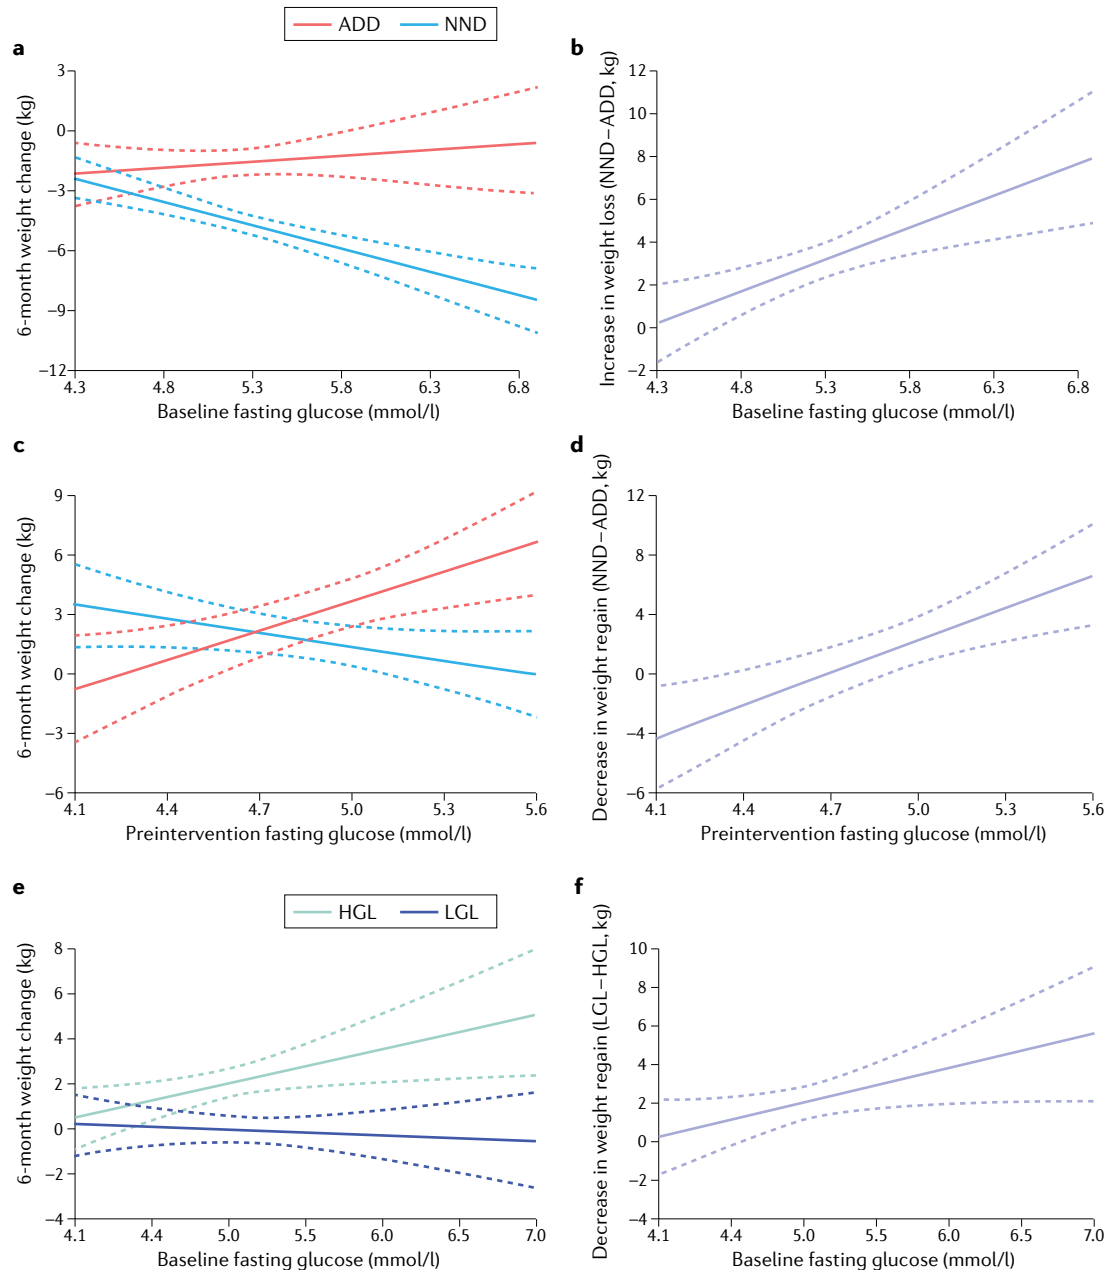 ADD NND
a
6-month weight change (kg)
3
0
−3
−6
−9
−12
4.3 4.8 5.3 5.8 6.3 6.8
Baseline fasting glucose (mmol/l)
b
Increase in weight loss (NND–ADD, kg)
12
10
8
6
4
2
0
−2
4.3 4.8 5.3 5.8 6.3 6.8
Baseline fasting glucose (mmol/l)
c
6-month weight change (kg)
9
6
3
0
−3
−6
4.1 4.4 4.7 5.0 5.3 5.6
Preintervention fasting glucose (mmol/l)
d
Decrease in weight regain (NND–ADD, kg)
12
8
4
0
−4
−6
4.1 4.4 4.7 5.0 5.3 5.6
Preintervention fasting glucose (mmol/l)
e
HGL LGL
6-month weight change (kg)
8
6
4
2
0
−2
−4
4.1 4.4 5.0 5.5 6.0 6.5 7.0
Baseline fasting glucose (mmol/l)
f
Decrease in weight regain (LGL–HGL, kg)
10
8
6
4
2
0
−2
−4
4.1 4.4 5.0 5.5 6.0 6.5 7.0
Baseline fasting glucose (mmol/l)